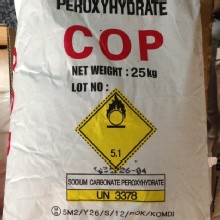 PEROXYHYDRATE
COP
NET WEIGHT : 25kg
LOT NO :
5.1
SODIUM CARBONATE PEROXYHYDRATE
UN 3378